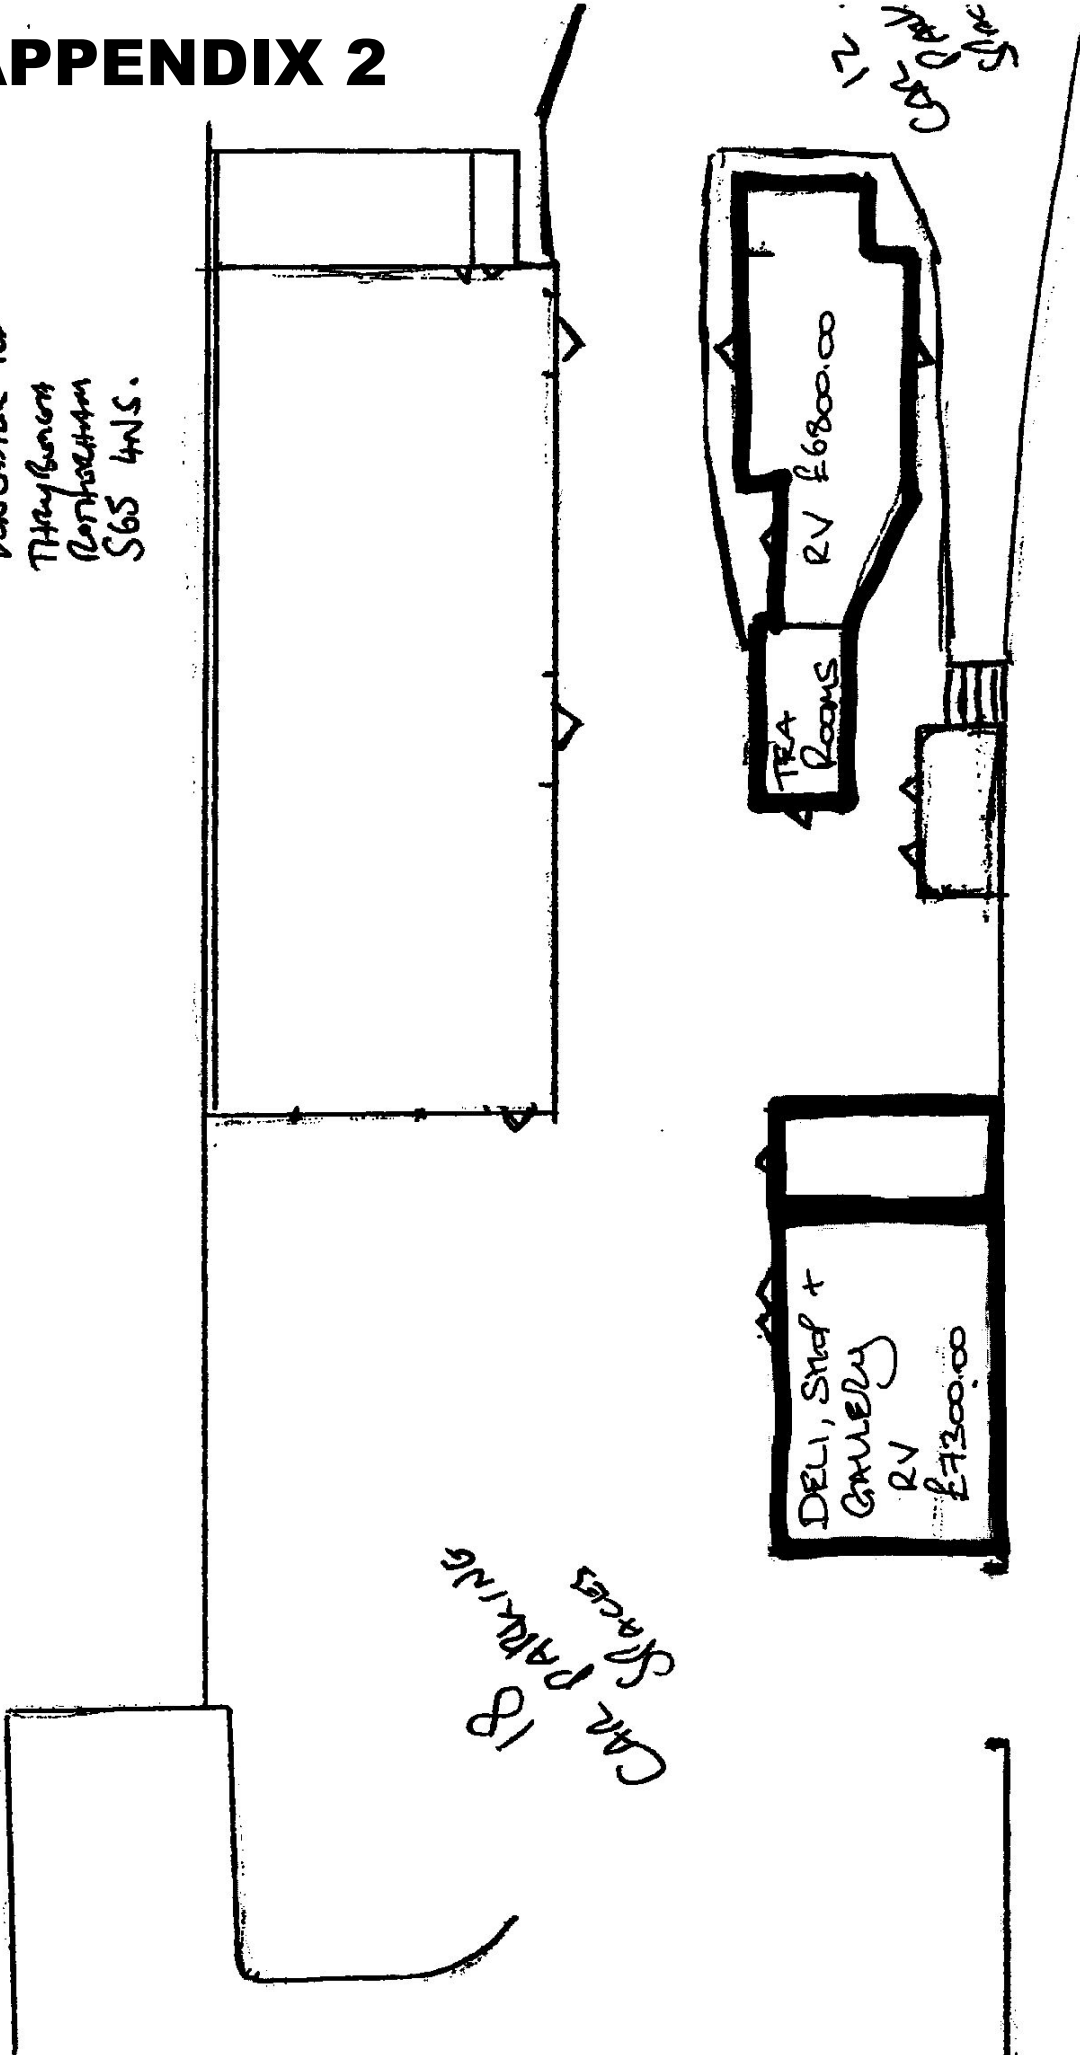 APPENDIX 2
THRYBERGH
ROTHERHAM
S65 4NS.
12
CAR PARK
RV £6800.00
TEA
ROOMS
DELI, SHOP +
GALLERY
RV
£7300.00
18 PARKING
CAR SPACES